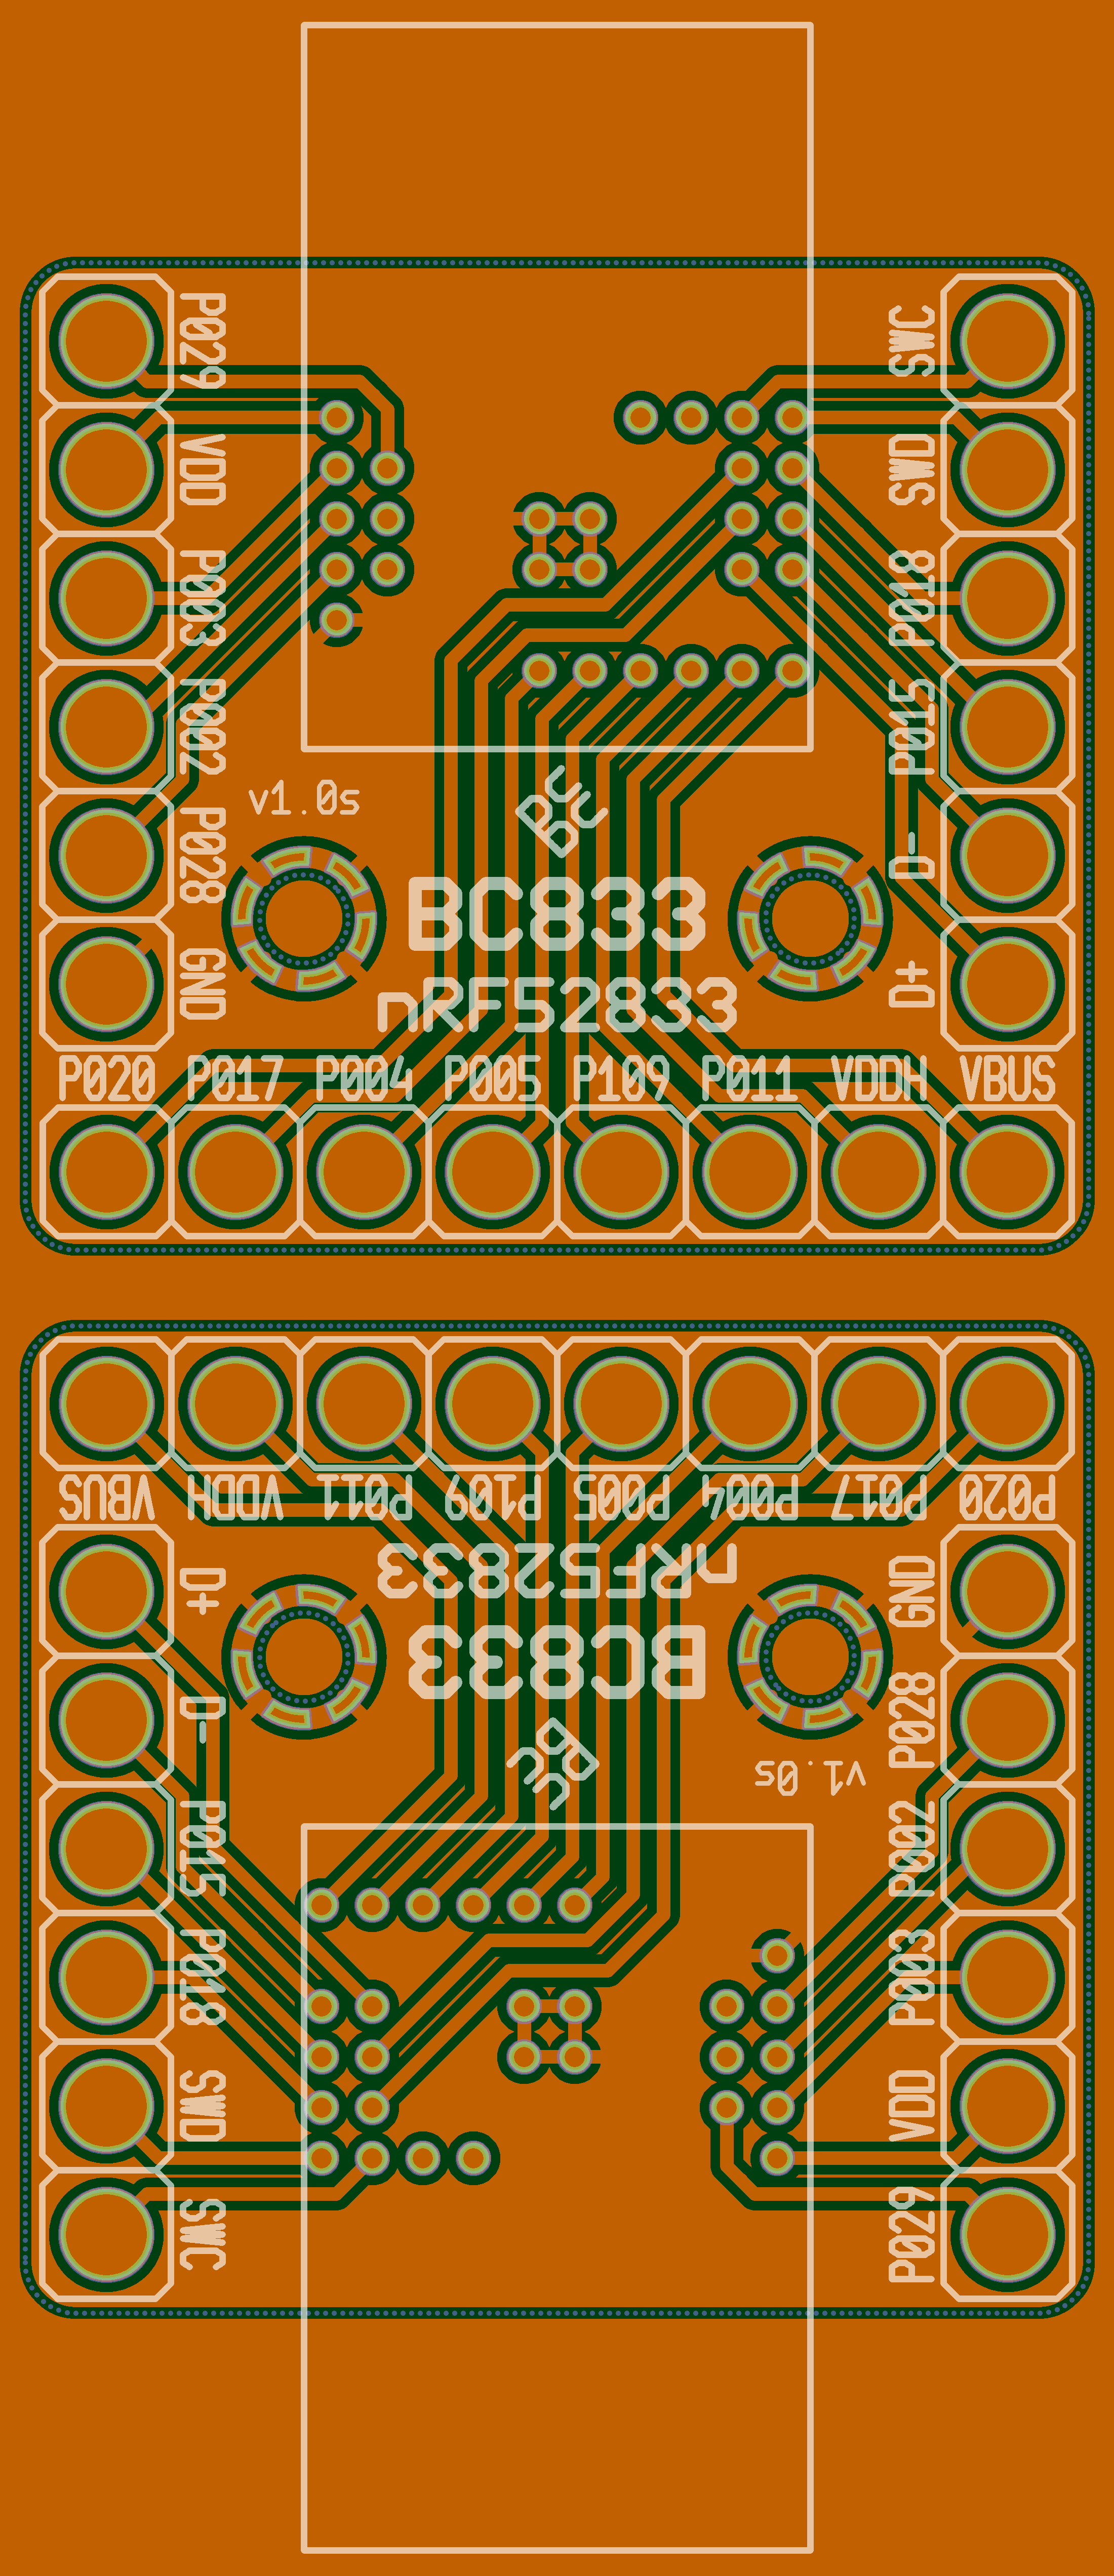 P029
SWC
VDD
SWD
P003
P018
P002
P015
v1.0s
BC
P028
D-
BC833
GND
D+
nRF52833
P020 P017 P004 P005 P109 P011 VDDH VBUS
VBUS VDDH P011 P109 P005 P004 P017 P020
nRF52833
D+
GND
BC833
D-
P028
BC
v1.0s
P015
P002
P018
P003
SWD
VDD
SWC
P029